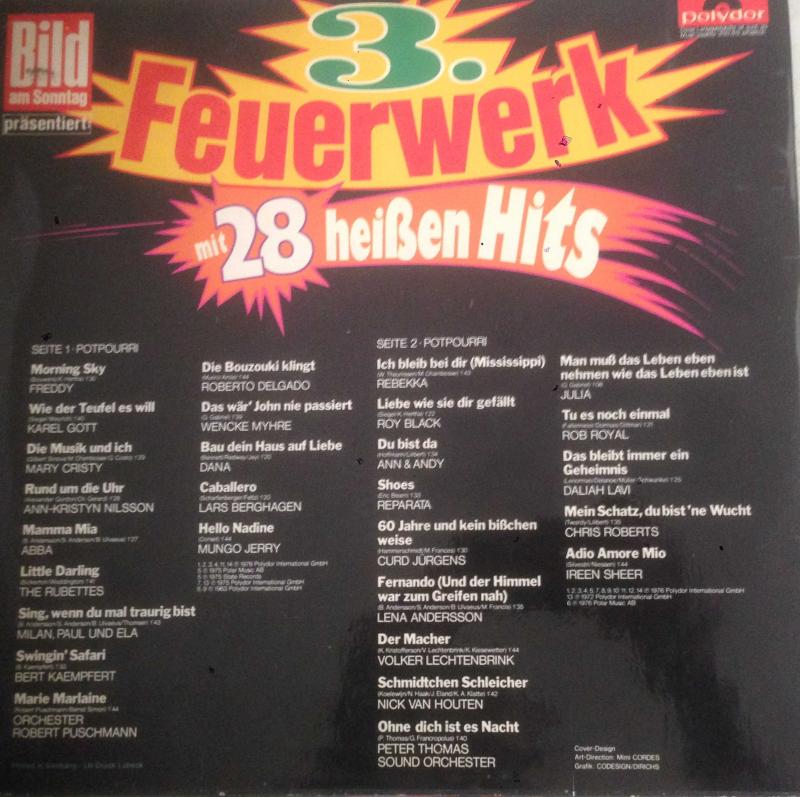 Bild
am Sonntag
präsentiert:
polydor
3.
Feuerwerk
mit 28 heißen Hits
SEITE 1 · POTPOURRI
Morning Sky
FREDDY
Wie der Teufel es will
KAREL GOTT
Die Musik und ich
MARY CRISTY
Rund um die Uhr
ANN-KRISTYN NILSSON
Mamma Mia
ABBA
Little Darling
THE RUBETTES
Sing, wenn du mal traurig bist
MILAN, PAUL UND ELA
Swingin' Safari
(B. Kaempfert)
BERT KAEMPFERT
Marie Marlaine
ORCHESTER
ROBERT PUSCHMANN
Die Bouzouki klingt
ROBERTO DELGADO
Das wär' John nie passiert
WENCKE MYHRE
Bau dein Haus auf Liebe
DANA
Caballero
LARS BERGHAGEN
Hello Nadine
MUNGO JERRY
SEITE 2 · POTPOURRI
Ich bleib bei dir (Mississippi)
REBEKKA
Liebe wie sie dir gefällt
ROY BLACK
Du bist da
ANN & ANDY
Shoes
(Eric Beam)
REPARATA
60 Jahre und kein bißchen
weise
CURD JÜRGENS
Fernando (Und der Himmel
war zum Greifen nah)
LENA ANDERSSON
Der Macher
VOLKER LECHTENBRINK
Schmidtchen Schleicher
NICK VAN HOUTEN
Ohne dich ist es Nacht
PETER THOMAS
SOUND ORCHESTER
Man muß das Leben eben
nehmen wie das Leben eben ist
JULIA
Tu es noch einmal
ROB ROYAL
Das bleibt immer ein
Geheimnis
DALIAH LAVI
Mein Schatz, du bist 'ne Wucht
CHRIS ROBERTS
Adio Amore Mio
IREEN SHEER
Cover-Design
Art-Direction: Mimi CORDES
Grafik: CODESIGN/DIRICHS